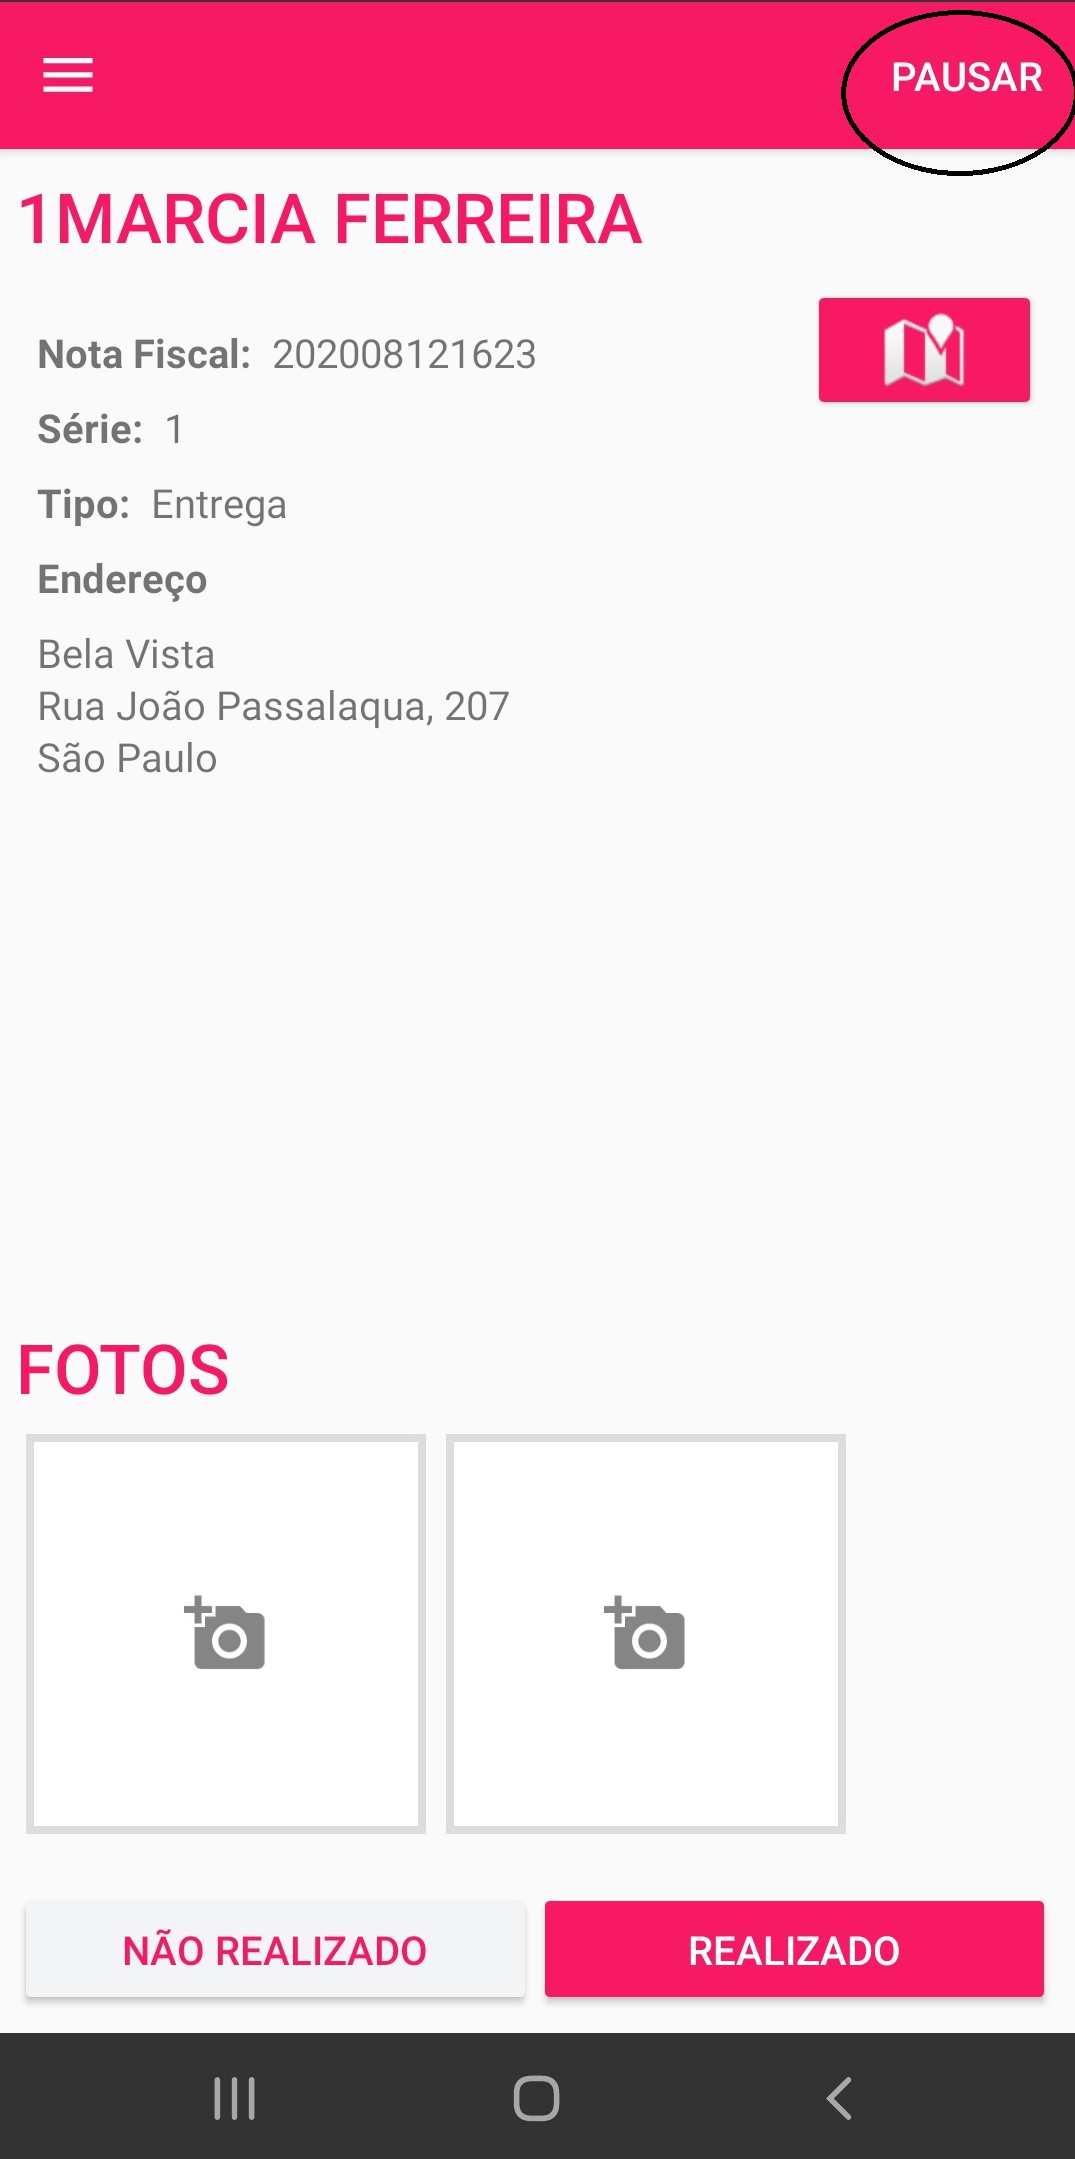 PAUSAR
1MARCIA FERREIRA
Nota Fiscal: 202008121623
Série: 1
Tipo: Entrega
Endereço
Bela Vista
Rua João Passalaqua, 207
São Paulo
FOTOS
NÃO REALIZADO
REALIZADO